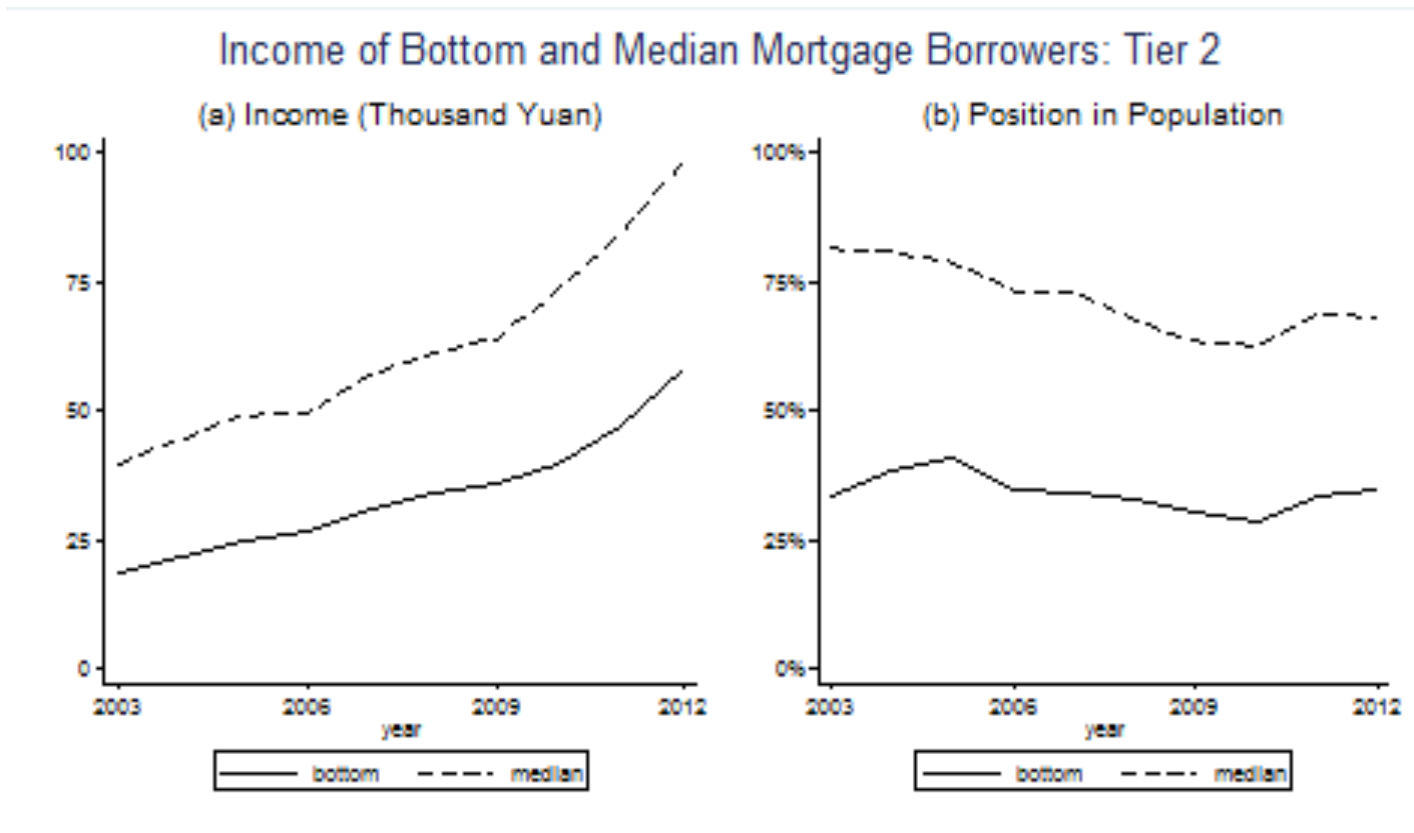 Income of Bottom and Median Mortgage Borrowers: Tier 2
(a) Income (Thousand Yuan)
100
75
50
25
0
2003 2006 2009 2012
year
bottom median
(b) Position in Population
100%
75%
50%
25%
0%
2003 2006 2009 2012
year
bottom median